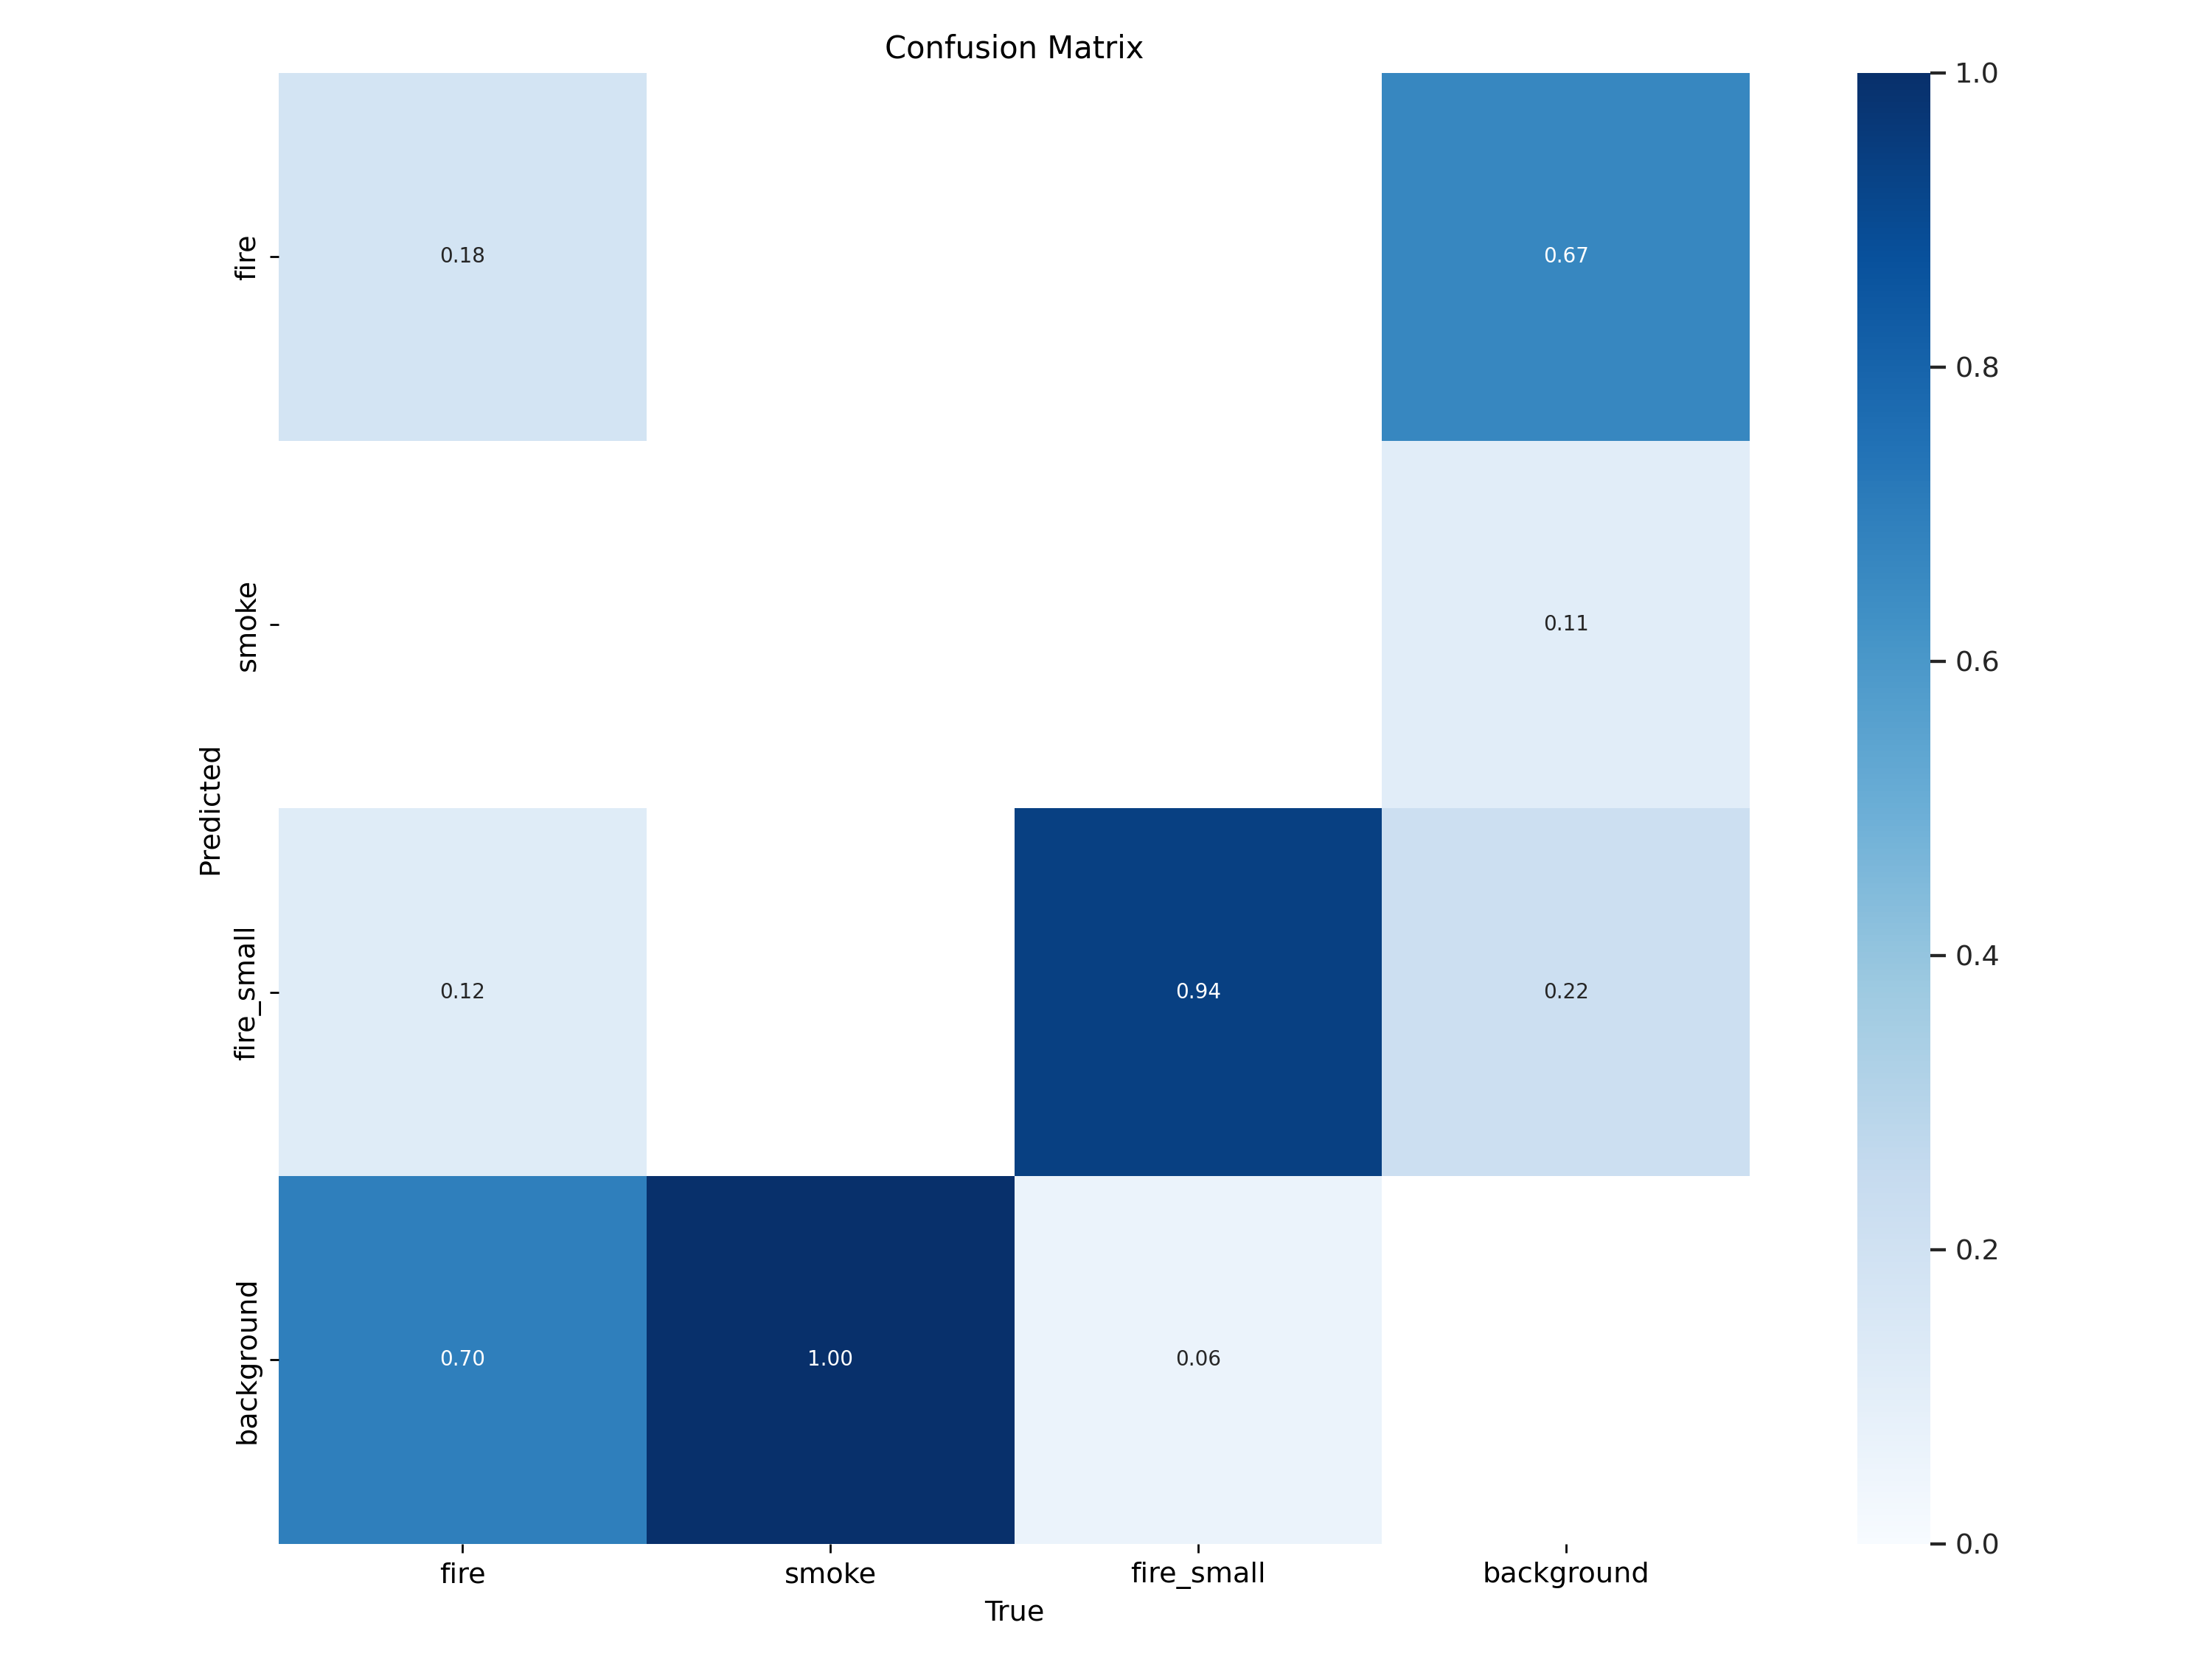 Confusion Matrix
fire
smoke
fire_small
background
Predicted
0.18
0.67
0.11
0.12
0.94
0.22
0.70
1.00
0.06
fire
smoke
fire_small
background
True
1.0
0.8
0.6
0.4
0.2
0.0